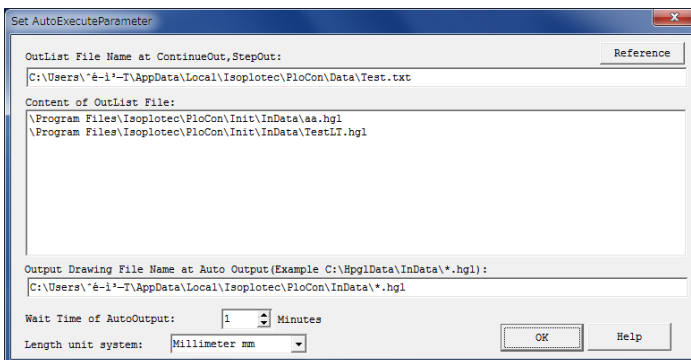 Set AutoExecuteParameter
OutList File Name at ContinueOut,StepOut:
Reference
C:\Users\^é-ì³—T\AppData\Local\Isoplotec\PloCon\Data\Test.txt
Content of OutList File:
\Program Files\Isoplotec\PloCon\Init\InData\aa.hgl
\Program Files\Isoplotec\PloCon\Init\InData\TestLT.hgl
Output Drawing File Name at Auto Output(Example C:\HpglData\InData\*.hgl):
C:\Users\^é-ì³—T\AppData\Local\Isoplotec\PloCon\InData\*.hgl
Wait Time of AutoOutput: 1 Minutes
Length unit system: Millimeter mm
OK
Help